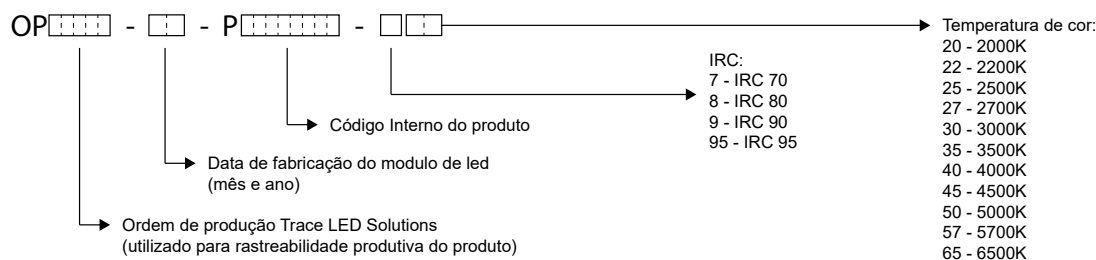 OP - - P -
Temperatura de cor:
20 - 2000K
22 - 2200K
25 - 2500K
27 - 2700K
30 - 3000K
35 - 3500K
40 - 4000K
45 - 4500K
50 - 5000K
57 - 5700K
65 - 6500K
IRC:
7 - IRC 70
8 - IRC 80
9 - IRC 90
95 - IRC 95
Código Interno do produto
Data de fabricação do modulo de led
(mês e ano)
Ordem de produção Trace LED Solutions
(utilizado para rastreabilidade produtiva do produto)